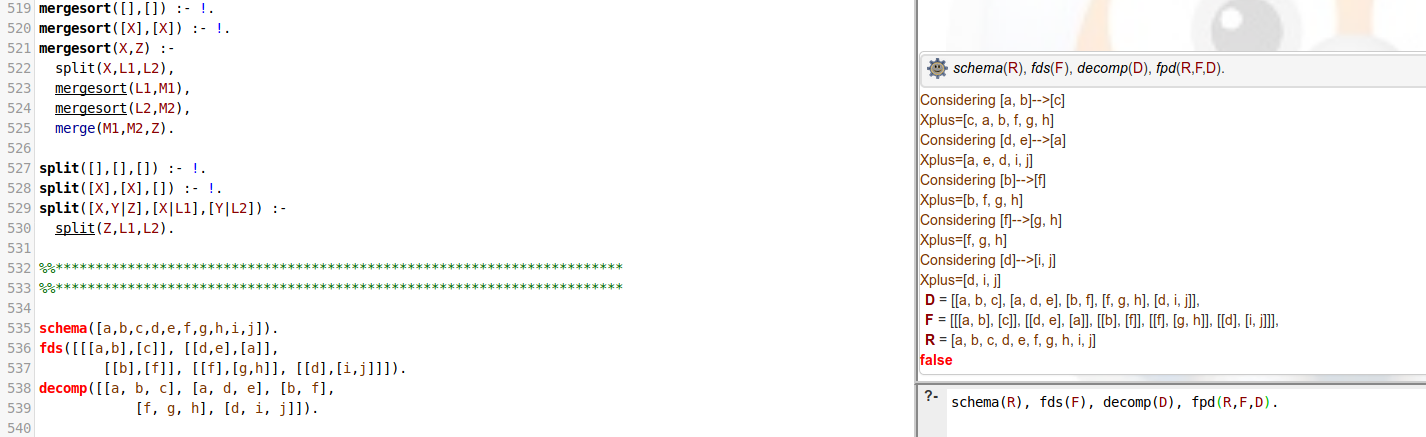 519 mergesort([],[]) :- !.
520 mergesort([X],[X]) :- !.
521 mergesort(X,Z) :-
522 split(X,L1,L2),
523 mergesort(L1,M1),
524 mergesort(L2,M2),
525 merge(M1,M2,Z).
526
527 split([],[],[]) :- !.
528 split([X],[X],[]) :- !.
529 split([X,Y|Z],[X|L1],[Y|L2]) :-
530 split(Z,L1,L2).
531
532 %%***********************************************************************
533 %%***********************************************************************
534
535 schema([a,b,c,d,e,f,g,h,i,j]).
536 fds([[[a,b],[c]], [[d,e],[a]],
537 [[b],[f]], [[f],[g,h]], [[d],[i,j]]]).
538 decomp([[a, b, c], [a, d, e], [b, f],
539 [f, g, h], [d, i, j]]).
540
schema(R), fds(F), decomp(D), fpd(R,F,D).
Considering [a, b]-->[c]
Xplus=[c, a, b, f, g, h]
Considering [d, e]-->[a]
Xplus=[a, e, d, i, j]
Considering [b]-->[f]
Xplus=[b, f, g, h]
Considering [f]-->[g, h]
Xplus=[f, g, h]
Considering [d]-->[i, j]
Xplus=[d, i, j]
D = [[a, b, c], [a, d, e], [b, f], [f, g, h], [d, i, j]],
F = [[[a, b], [c]], [[d, e], [a]], [[b], [f]], [[f], [g, h]], [[d], [i, j]]],
R = [a, b, c, d, e, f, g, h, i, j]
false
?- schema(R), fds(F), decomp(D), fpd(R,F,D).